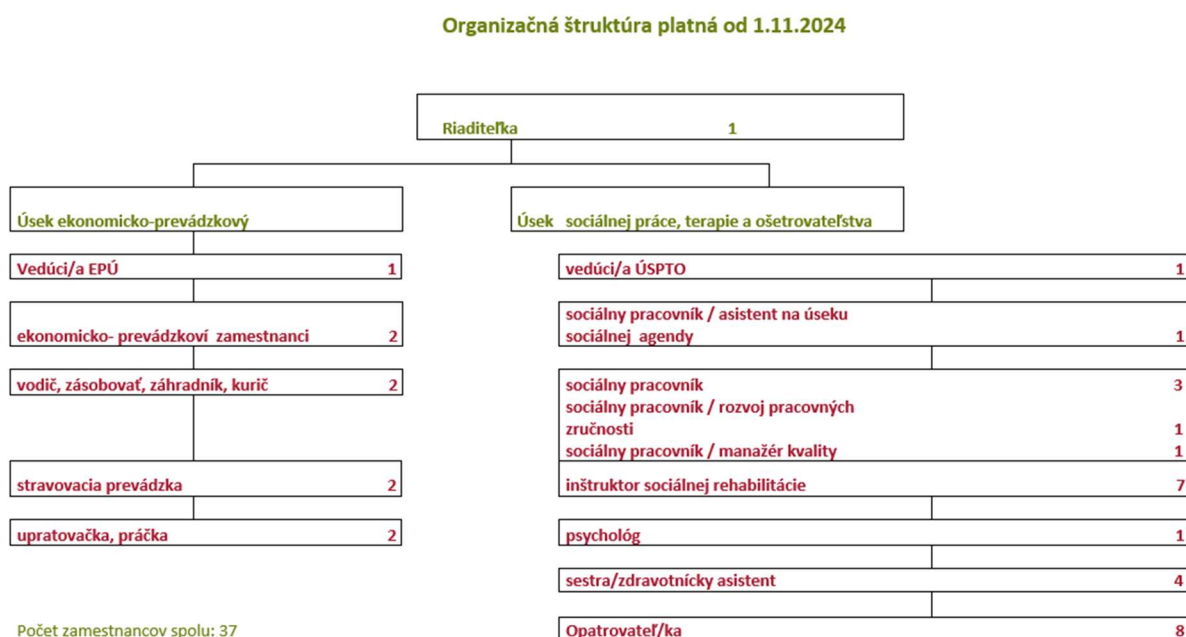 Organizačná štruktúra platná od 1.11.2024
Riaditeľka 1
Úsek ekonomicko-prevádzkový
Vedúci/a EPÚ 1
ekonomicko- prevádzkoví zamestnanci 2
vodič, zásobovať, záhradník, kurič 2
stravovacia prevádzka 2
upratovačka, práčka 2
Počet zamestnancov spolu: 37
Úsek sociálnej práce, terapie a ošetrovateľstva
vedúci/a ÚSPTO 1
sociálny pracovník / asistent na úseku
sociálnej agendy 1
sociálny pracovník 3
sociálny pracovník / rozvoj pracovných
zručnosti 1
sociálny pracovník / manažér kvality 1
inštruktor sociálnej rehabilitácie 7
psychológ 1
sestra/zdravotnícky asistent 4
Opatrovateľ/ka 8